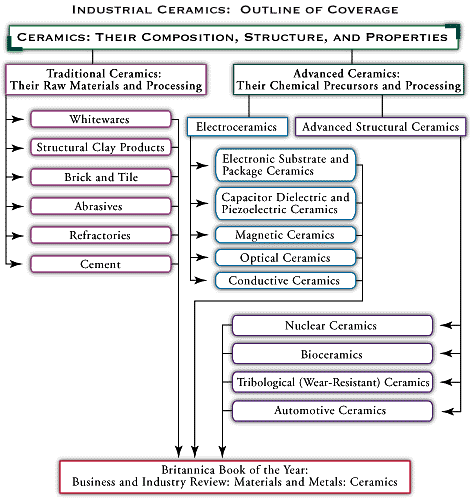 INDUSTRIAL CERAMICS: OUTLINE OF COVERAGE
CERAMICS: THEIR COMPOSITION, STRUCTURE, AND PROPERTIES
Traditional Ceramics:
Their Raw Materials and Processing
Advanced Ceramics:
Their Chemical Precursors and Processing
Whitewares
Structural Clay Products
Brick and Tile
Abrasives
Refractories
Cement
Electroceramics
Advanced Structural Ceramics
Electronic Substrate and
Package Ceramics
Capacitor Dielectric and
Piezoelectric Ceramics
Magnetic Ceramics
Optical Ceramics
Conductive Ceramics
Nuclear Ceramics
Bioceramics
Tribological (Wear-Resistant) Ceramics
Automotive Ceramics
Britannica Book of the Year:
Business and Industry Review: Materials and Metals: Ceramics